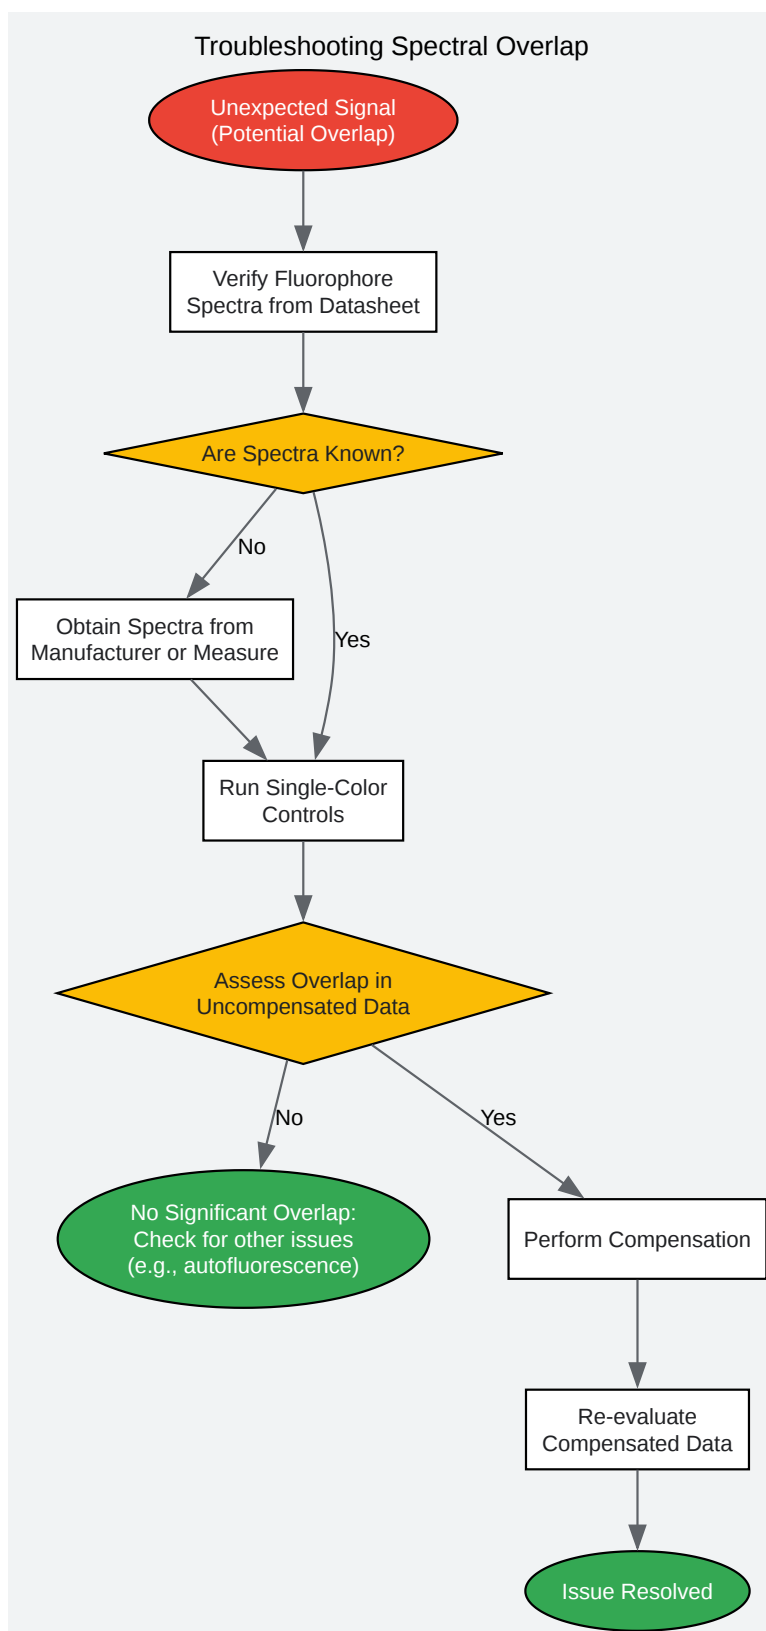 Troubleshooting Spectral Overlap
Unexpected Signal
(Potential Overlap)
Verify Fluorophore
Spectra from Datasheet
Are Spectra Known?
No
Obtain Spectra from
Manufacturer or Measure
Yes
Run Single-Color
Controls
Assess Overlap in
Uncompensated Data
No
Yes
No Significant Overlap:
Check for other issues
(e.g., autofluorescence)
Perform Compensation
Re-evaluate
Compensated Data
Issue Resolved